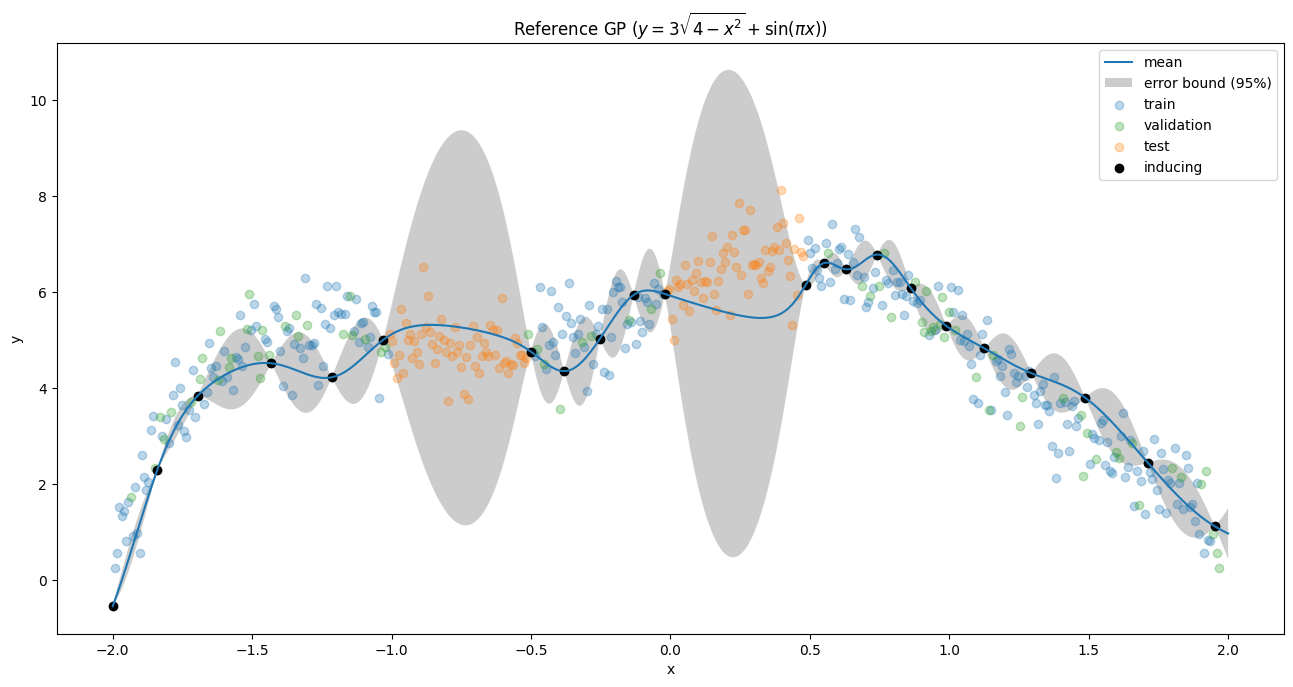 Reference GP (y = 3√(4 − x²) + sin(πx))
mean
error bound (95%)
train
validation
test
inducing
y
10
8
6
4
2
0
−2.0 −1.5 −1.0 −0.5 0.0 0.5 1.0 1.5 2.0
x